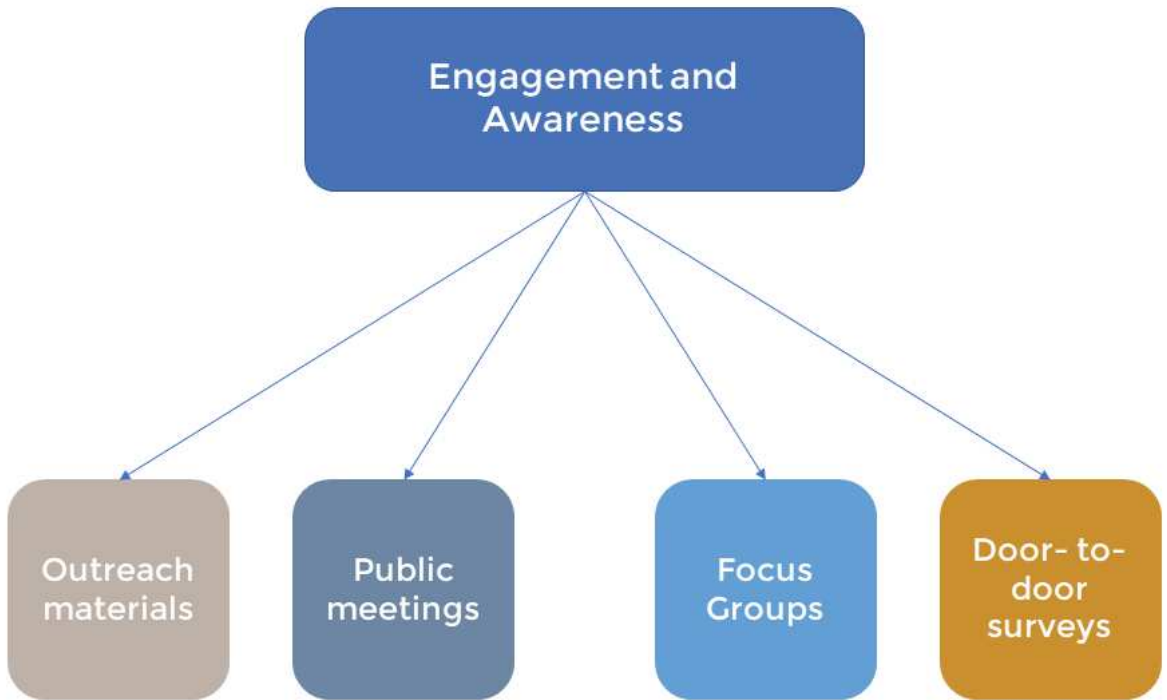 Engagement and
Awareness
Outreach
materials
Public
meetings
Focus
Groups
Door- to-
door
surveys